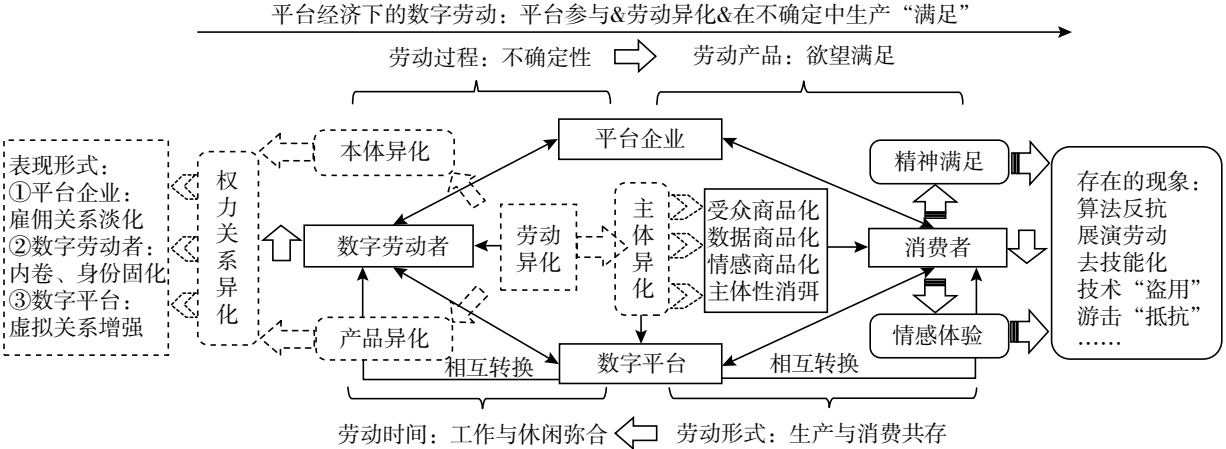 平台经济下的数字劳动：平台参与&劳动异化&在不确定中生产“满足”
劳动过程：不确定性
劳动产品：欲望满足
表现形式：
①平台企业：
雇佣关系淡化
②数字劳动者：
内卷、身份固化
③数字平台：
虚拟关系增强
权力关系异化
本体异化
产品异化
数字劳动者
平台企业
劳动
异化
主体异化
受众商品化
数据商品化
情感商品化
主体性消弭
数字平台
相互转换
相互转换
消费者
精神满足
情感体验
存在的现象：
算法反抗
展演劳动
去技能化
技术“盗用”
游击“抵抗”
……
劳动时间：工作与休闲弥合
劳动形式：生产与消费共存